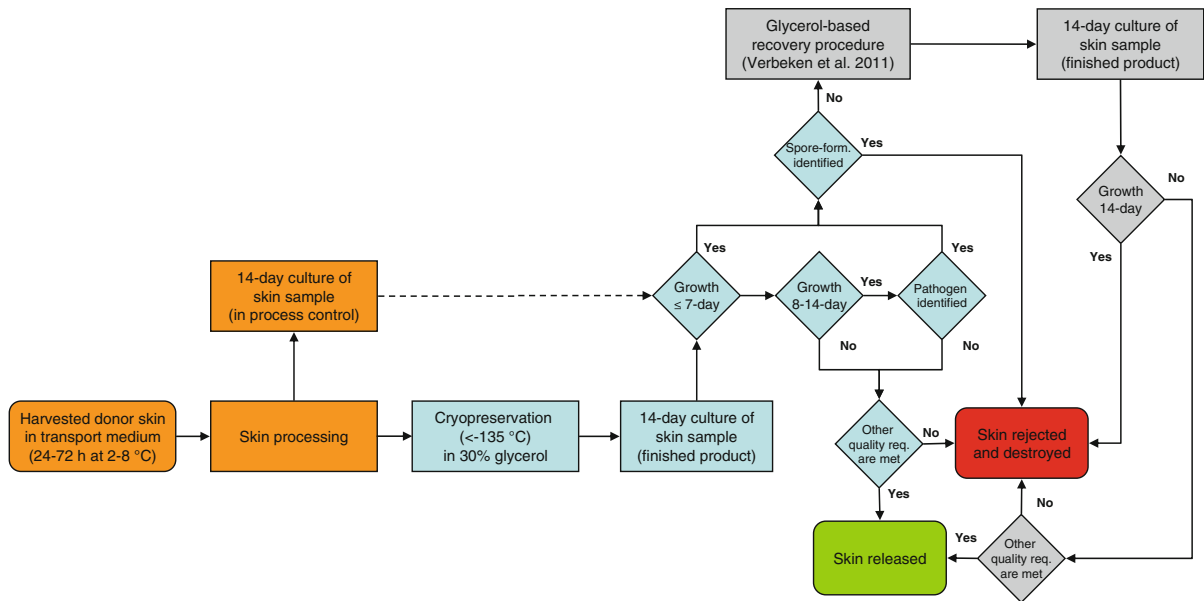 Glycerol-based
recovery procedure
(Verbeken et al. 2011)
14-day culture of
skin sample
(finished product)
No
Spore-form.
identified
Yes
No
Growth
14-day
Yes
14-day culture of
skin sample
(in process control)
Yes
Growth
≤ 7-day
Growth
8-14-day
Yes
Yes
Pathogen
identified
No
No
Harvested donor skin
in transport medium
(24-72 h at 2-8 °C)
Skin processing
Cryopreservation
(<-135 °C)
in 30% glycerol
14-day culture of
skin sample
(finished product)
Other
quality req.
are met
No
Skin rejected
and destroyed
Yes
No
Skin released
Yes
Other
quality req.
are met